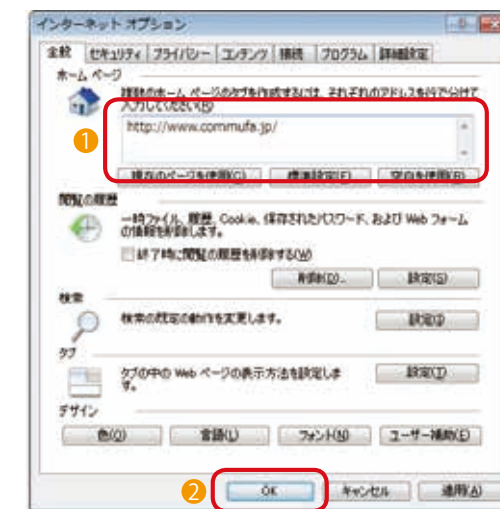 インターネット オプション
全般 セキュリティ プライバシー コンテンツ 接続 プログラム 詳細設定
ホーム ページ
複数のホーム ページのタブを作成するには、それぞれのアドレスを行で分けて
入力してください(R)
1
http://www.commufa.jp/
現在のページを使用(C) 標準設定(F) 空白を使用(B)
閲覧の履歴
一時ファイル、履歴、Cookie、保存されたパスワード、および Web フォーム
の情報を削除します。
終了時に閲覧の履歴を削除する(W)
削除(D)... 設定(S)
検索
検索の既定の動作を変更します。
設定(I)
タブ
タブの中の Web ページの表示方法を設定しま
す。
設定(T)
デザイン
色(O) 言語(L) フォント(N) ユーザー補助(E)
2
OK キャンセル 適用(A)